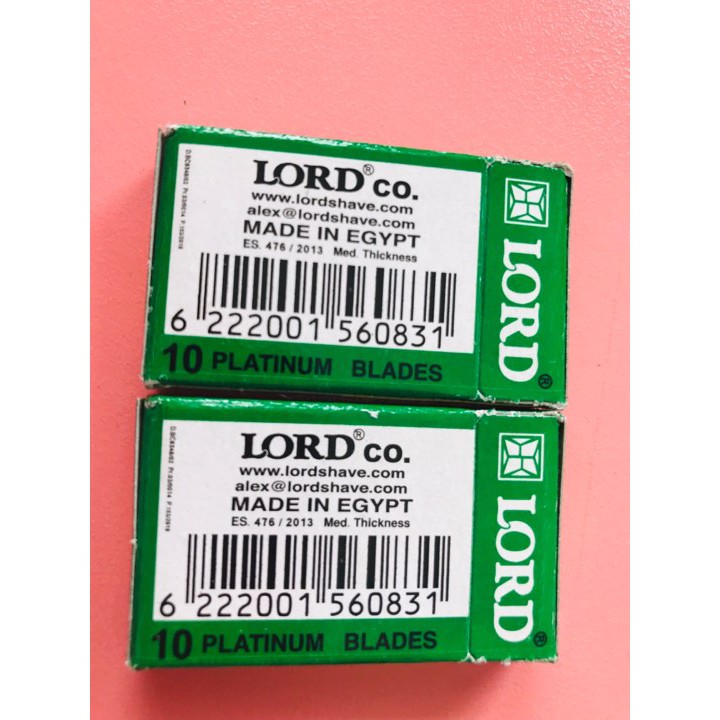 LORD® CO.
www.lordshave.com
alex@lordshave.com
MADE IN EGYPT
ES. 476 / 2013 Med. Thickness
6 222001 560831
10 PLATINUM BLADES
LORD®
LORD® CO.
www.lordshave.com
alex@lordshave.com
MADE IN EGYPT
ES. 476 / 2013 Med. Thickness
6 222001 560831
10 PLATINUM BLADES
LORD®